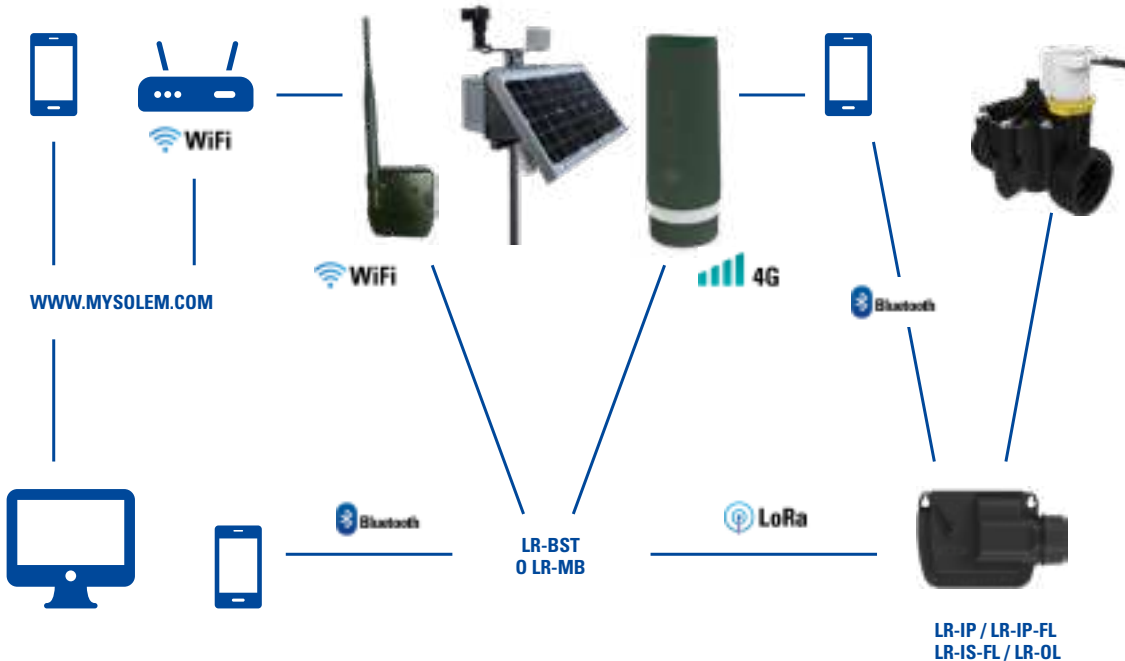 WiFi
WiFi
4G
WWW.MYSOLEM.COM
Bluetooth
Bluetooth
LoRa
LR-BST
O LR-MB
LR-IP / LR-IP-FL
LR-IS-FL / LR-OL